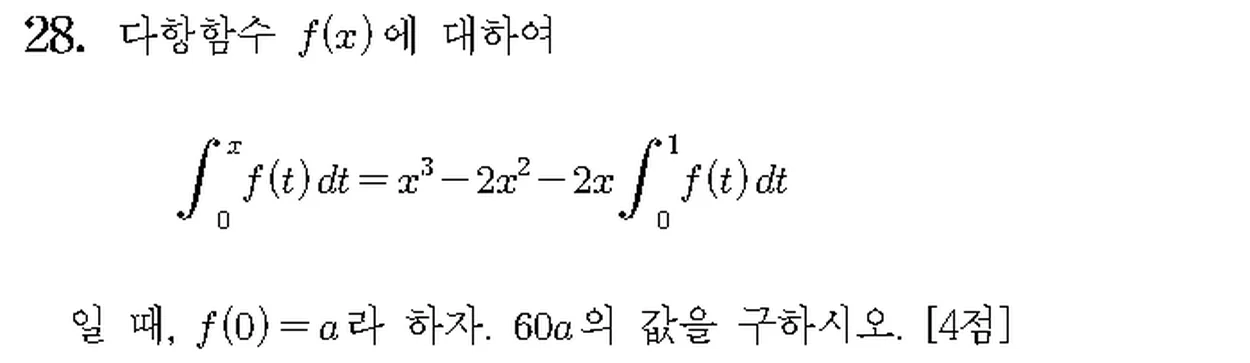 28. 다항함수 f(x)에 대하여
∫₀ˣ f(t)dt = x³ − 2x² − 2x∫₀¹ f(t)dt
일 때, f(0)=a라 하자. 60a의 값을 구하시오. [4점]